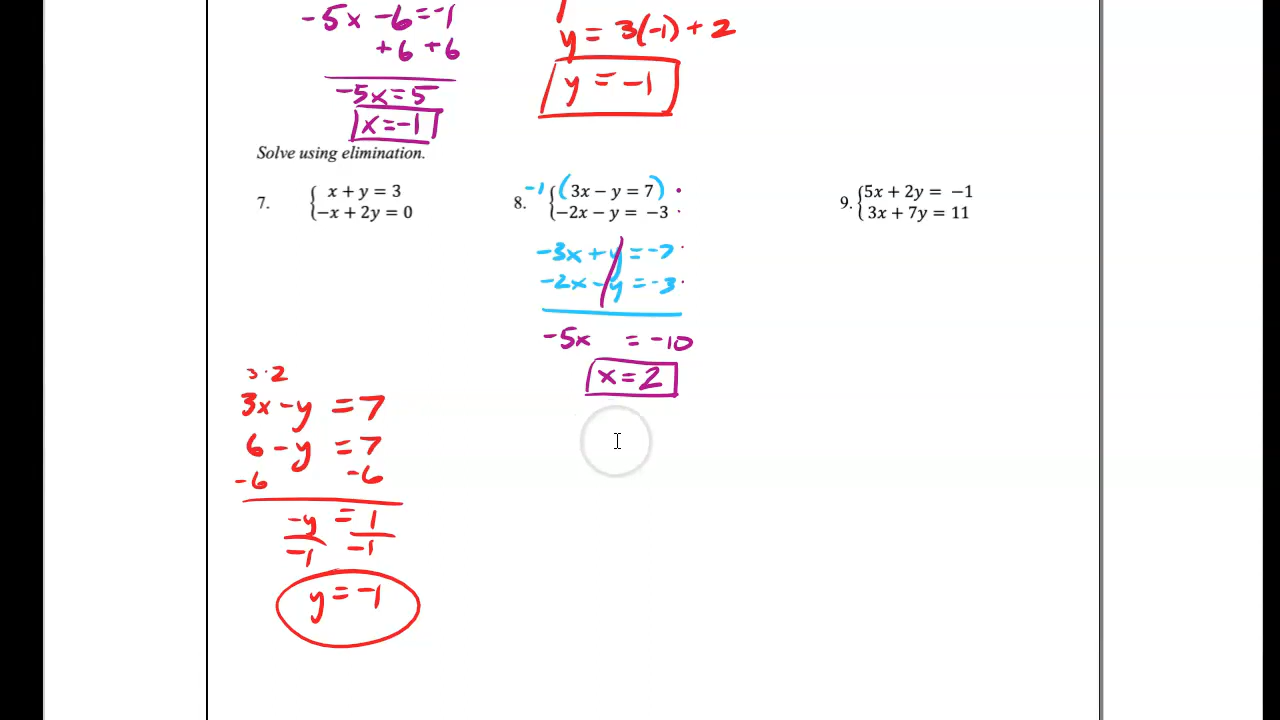 -5x -6 = -1
+6 +6
-5x = 5
x = -1
y = 3(-1) + 2
y = -1
Solve using elimination.
7. { x + y = 3
−x + 2y = 0
8. -1 ( 3x − y = 7 )
−2x − y = −3
-3x + y = -7
-2x - y = -3
-5x = -10
x = 2
9. { 5x + 2y = −1
3x + 7y = 11
3·2
3x - y = 7
6 - y = 7
-6 -6
-y = 1
-1 -1
y = -1